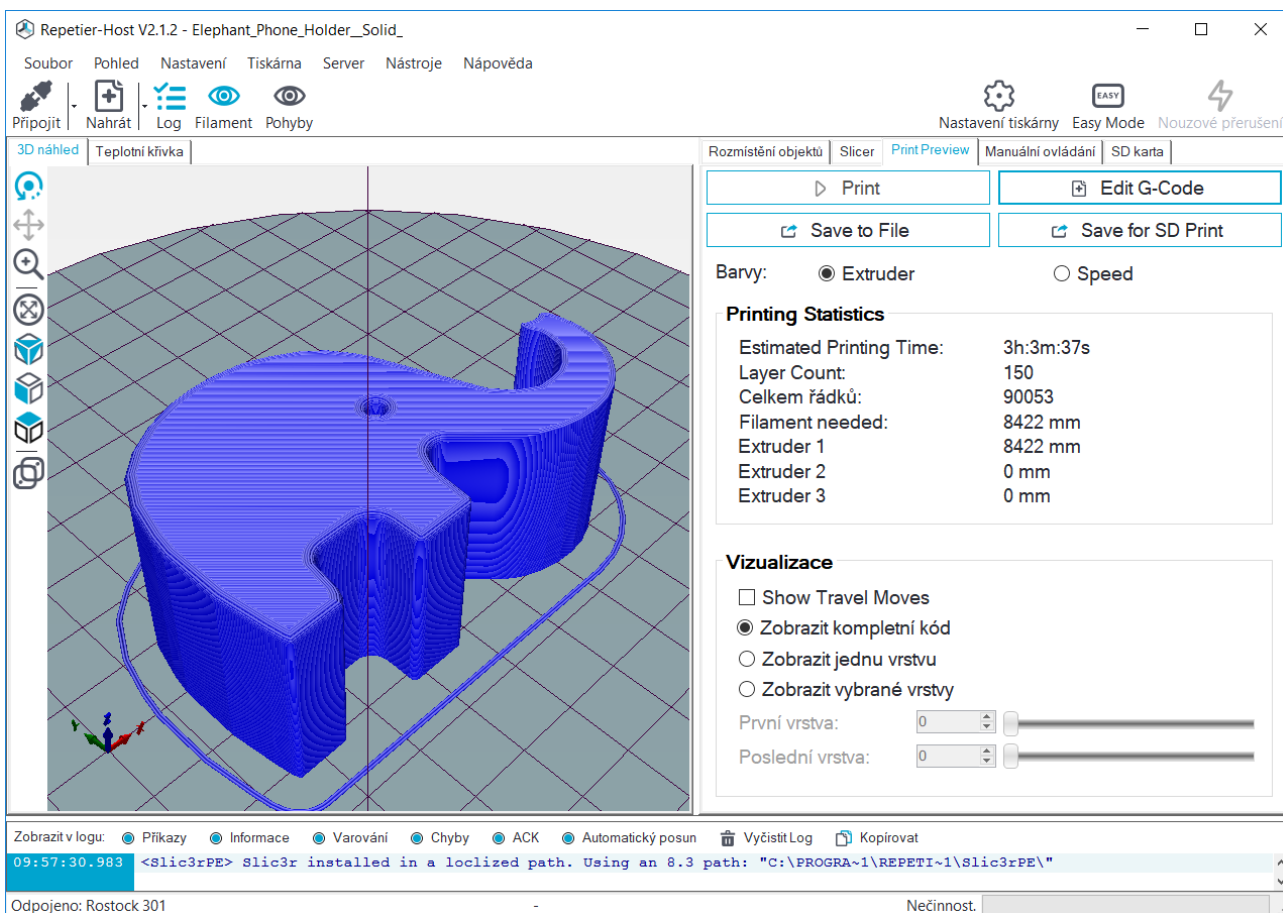 Repetier-Host V2.1.2 - Elephant_Phone_Holder__Solid_
Soubor Pohled Nastavení Tiskárna Server Nástroje Nápověda
Připojit Nahrát Log Filament Pohyby Nastavení tiskárny EASY Easy Mode Nouzové přerušení
3D náhled Teplotní křivka
Rozmístění objektů Slicer Print Preview Manuální ovládání SD karta
Print Edit G-Code
Save to File Save for SD Print
Barvy: Extruder Speed
Printing Statistics
Estimated Printing Time: 3h:3m:37s
Layer Count: 150
Celkem řádků: 90053
Filament needed: 8422 mm
Extruder 1 8422 mm
Extruder 2 0 mm
Extruder 3 0 mm
Vizualizace
Show Travel Moves
Zobrazit kompletní kód
Zobrazit jednu vrstvu
Zobrazit vybrané vrstvy
První vrstva: 0
Poslední vrstva: 0
Zobrazit v logu: Příkazy Informace Varování Chyby ACK Automatický posun Vyčistit Log Kopírovat
09:57:30.983 <Slic3rPE> Slic3r installed in a loclized path. Using an 8.3 path: "C:\PROGRA~1\REPETI~1\Slic3rPE\"
Odpojeno: Rostock 301 - Nečinnost.